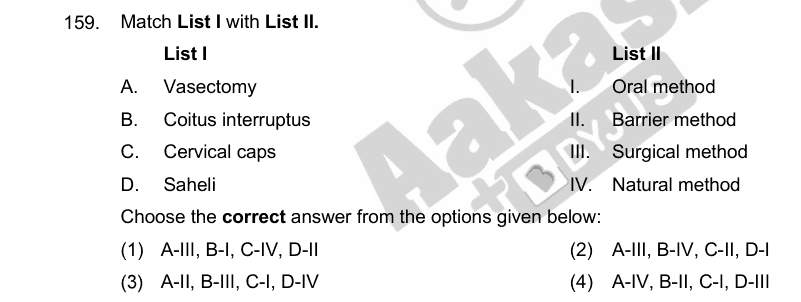 159. Match List I with List II.
List I List II
A. Vasectomy I. Oral method
B. Coitus interruptus II. Barrier method
C. Cervical caps III. Surgical method
D. Saheli IV. Natural method
Choose the correct answer from the options given below:
(1) A-III, B-I, C-IV, D-II (2) A-III, B-IV, C-II, D-I
(3) A-II, B-III, C-I, D-IV (4) A-IV, B-II, C-I, D-III
Aakas
BYJU'S